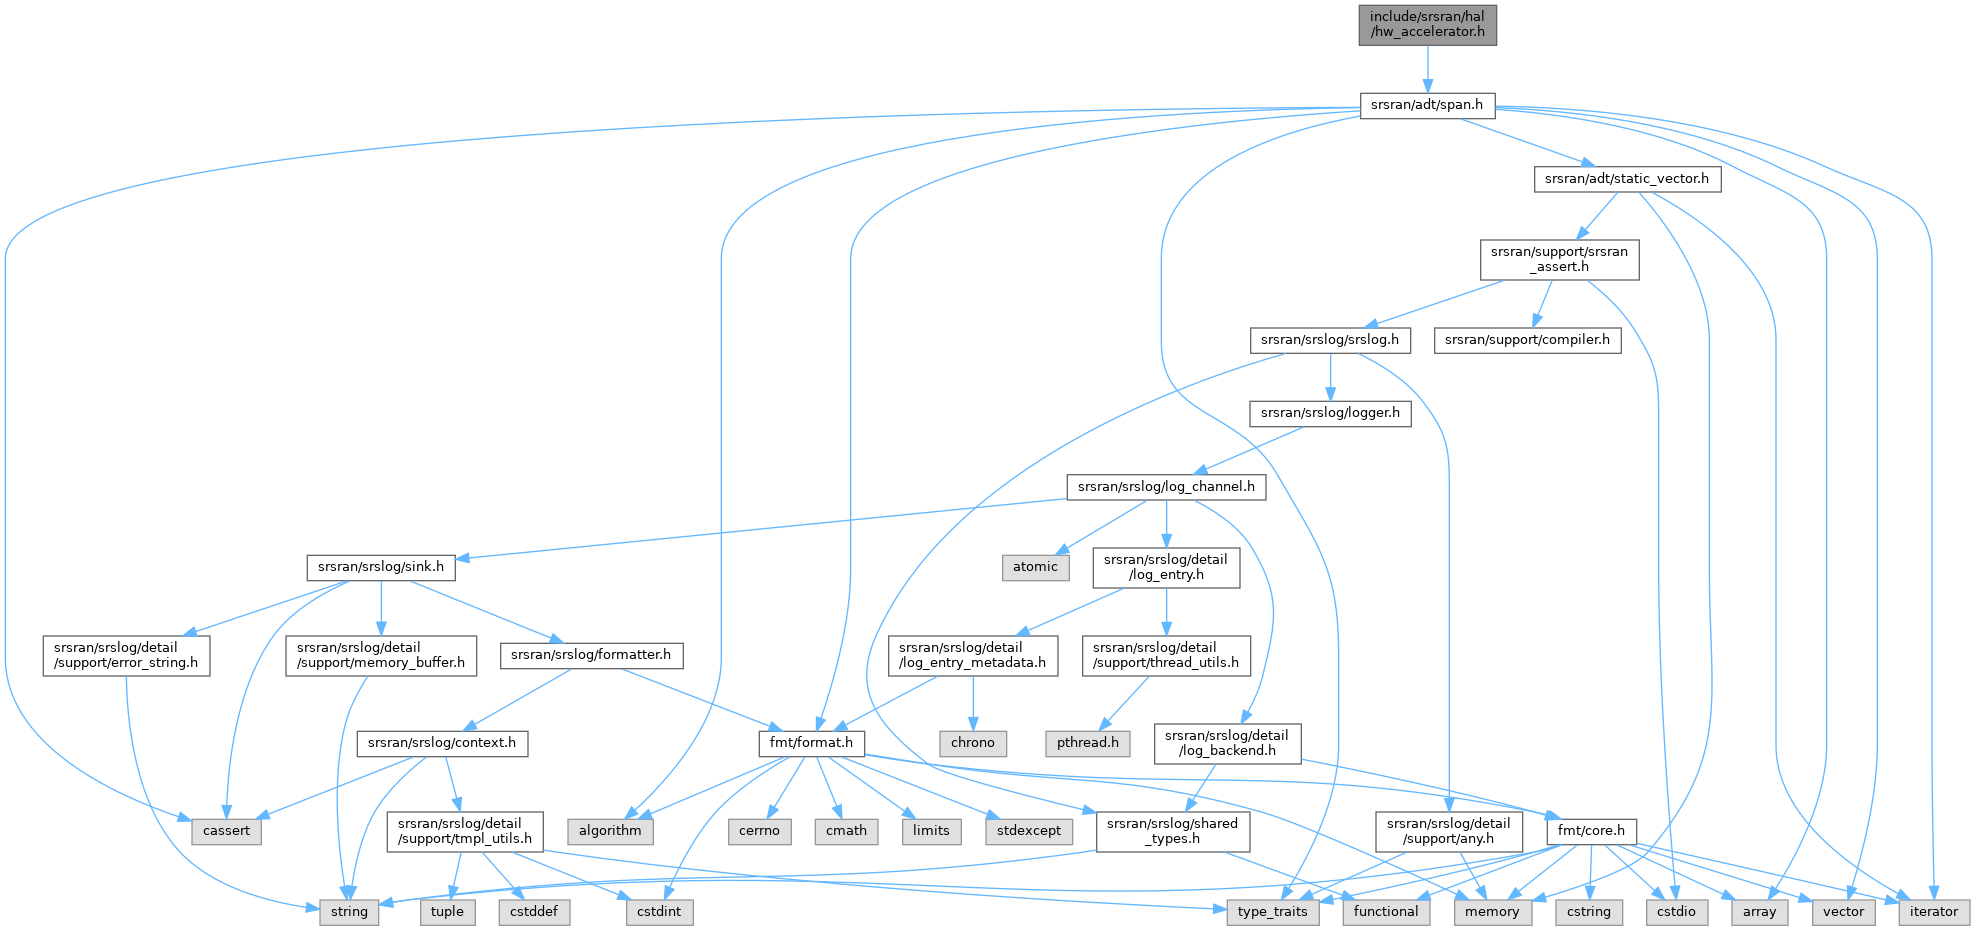 include/srsran/hal
/hw_accelerator.h
srsran/adt/span.h
srsran/adt/static_vector.h
srsran/support/srsran
_assert.h
srsran/srslog/srslog.h
srsran/support/compiler.h
srsran/srslog/logger.h
srsran/srslog/log_channel.h
srsran/srslog/sink.h
atomic
srsran/srslog/detail
/log_entry.h
srsran/srslog/detail
/support/error_string.h
srsran/srslog/detail
/support/memory_buffer.h
srsran/srslog/formatter.h
srsran/srslog/detail
/log_entry_metadata.h
srsran/srslog/detail
/support/thread_utils.h
srsran/srslog/context.h
fmt/format.h
chrono
pthread.h
srsran/srslog/detail
/log_backend.h
cassert
srsran/srslog/detail
/support/tmpl_utils.h
algorithm
cerrno
cmath
limits
stdexcept
srsran/srslog/shared
_types.h
srsran/srslog/detail
/support/any.h
fmt/core.h
string
tuple
cstddef
cstdint
type_traits
functional
memory
cstring
cstdio
array
vector
iterator